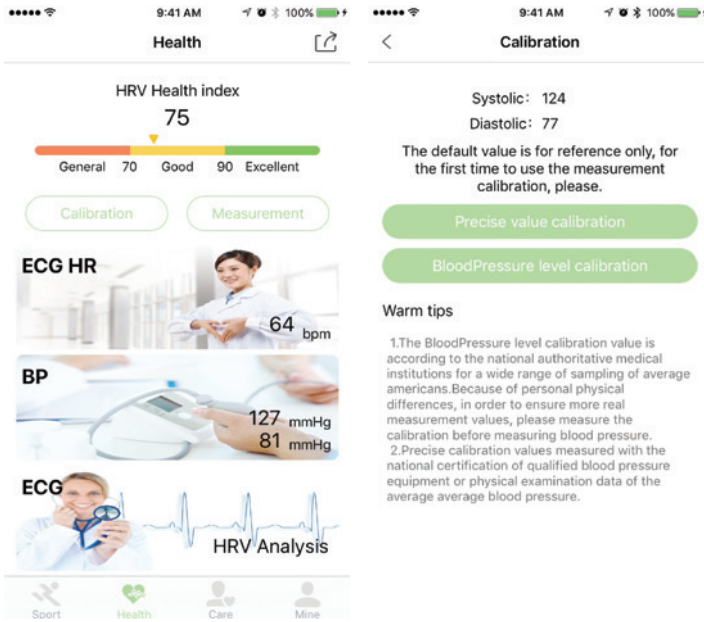 9:41 AM
100%
Health
HRV Health index
75
General 70 Good 90 Excellent
Calibration
Measurement
ECG HR
64 bpm
BP
127 mmHg
81 mmHg
ECG
HRV Analysis
Sport
Health
Care
Mine
9:41 AM
100%
Calibration
Systolic: 124
Diastolic: 77
The default value is for reference only, for
the first time to use the measurement
calibration, please.
Precise value calibration
BloodPressure level calibration
Warm tips
1.The BloodPressure level calibration value is
according to the national authoritative medical
institutions for a wide range of sampling of average
americans.Because of personal physical
differences, in order to ensure more real
measurement values, please measure the
calibration before measuring blood pressure.
2.Precise calibration values measured with the
national certification of qualified blood pressure
equipment or physical examination data of the
average average blood pressure.